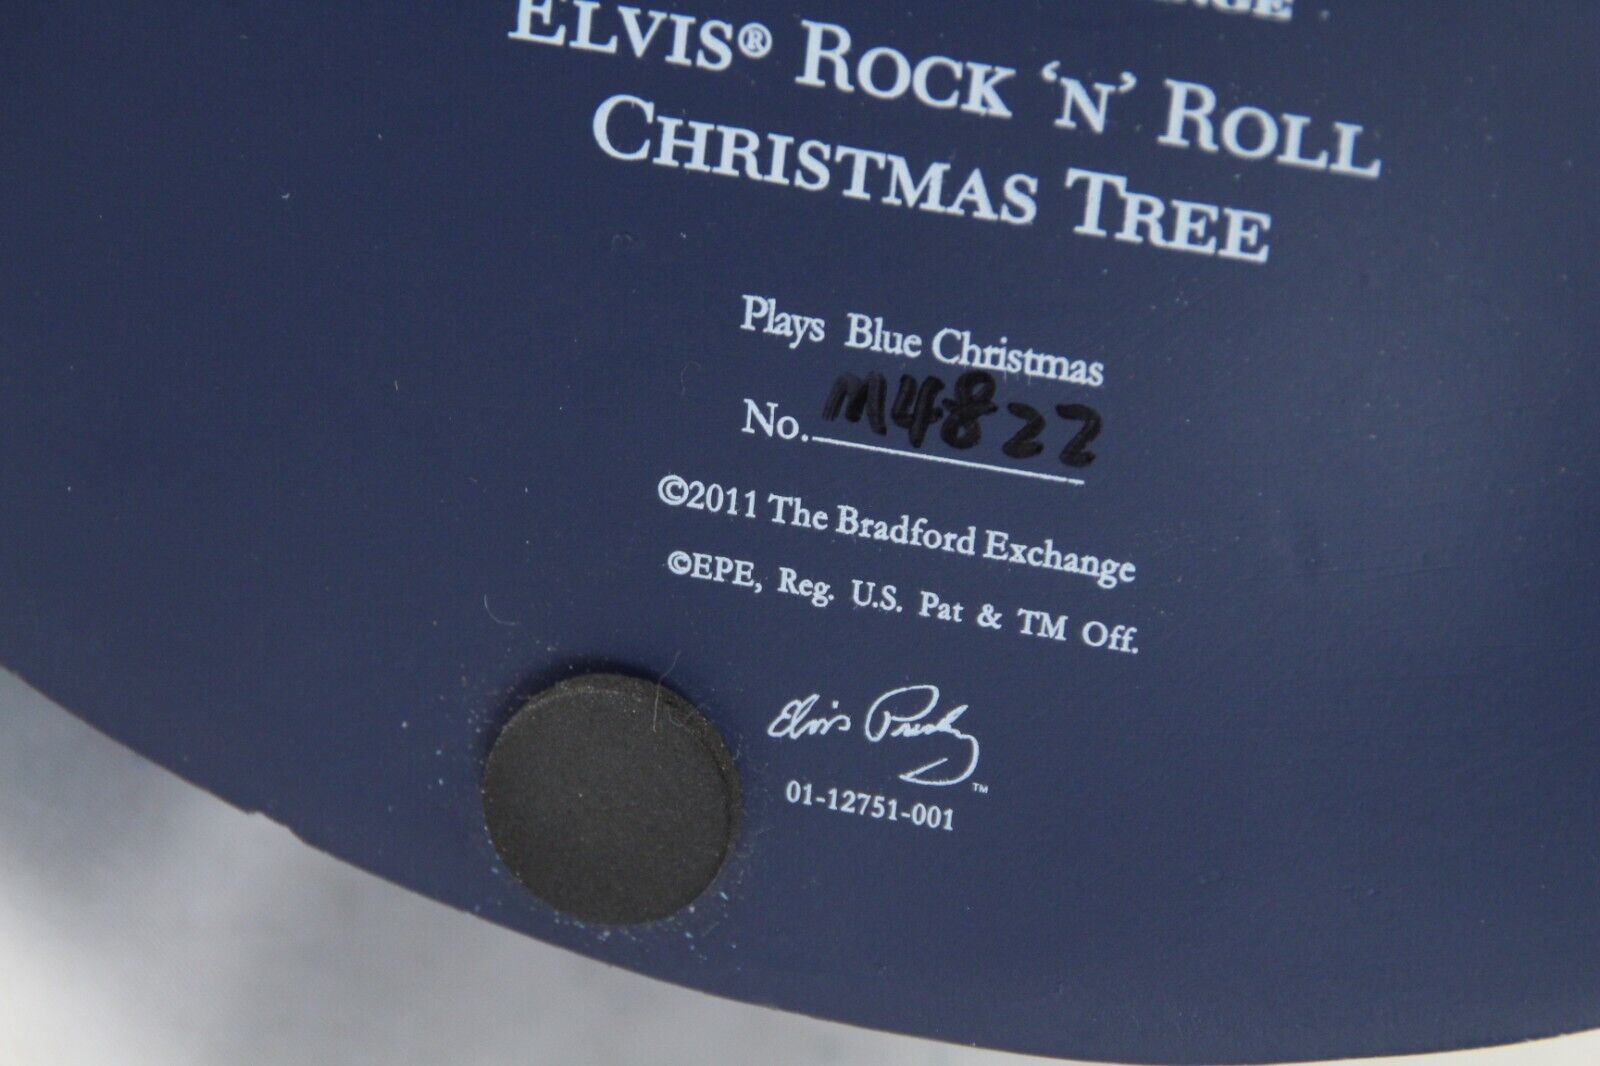 ELVIS® ROCK ‘N’ ROLL
CHRISTMAS TREE
Plays Blue Christmas
No. M4822
©2011 The Bradford Exchange
©EPE, Reg. U.S. Pat & TM Off.
Elvis Presley™
01-12751-001